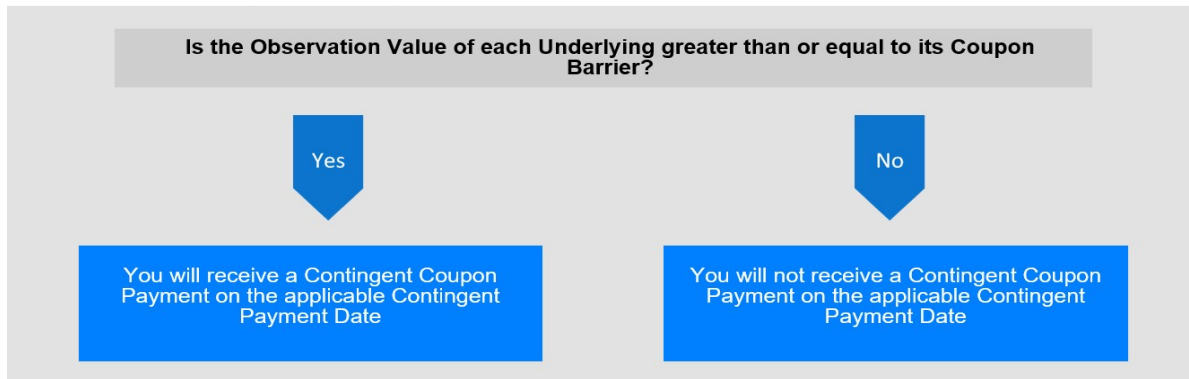 Is the Observation Value of each Underlying greater than or equal to its Coupon
Barrier?
Yes
No
You will receive a Contingent Coupon
Payment on the applicable Contingent
Payment Date
You will not receive a Contingent Coupon
Payment on the applicable Contingent
Payment Date